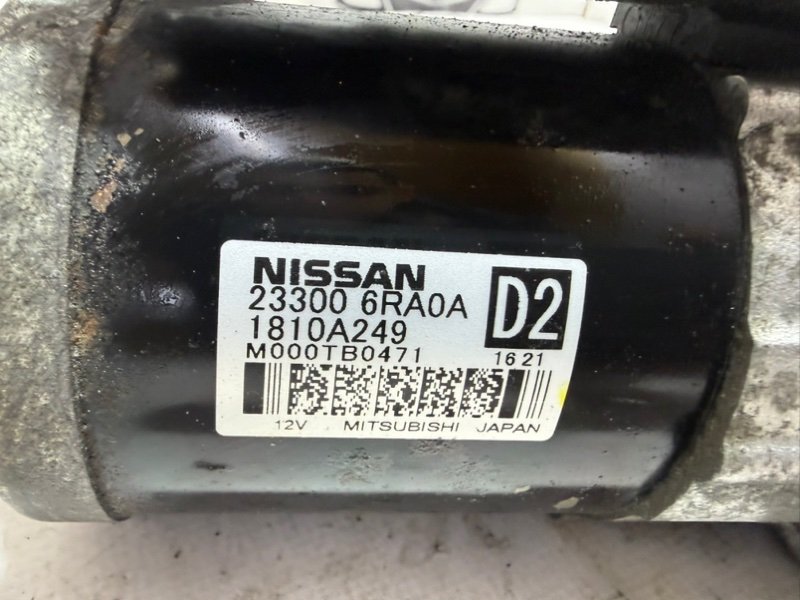 NISSAN
23300 6RA0A
D2
1810A249
M000TB0471 1621
12V MITSUBISHI JAPAN